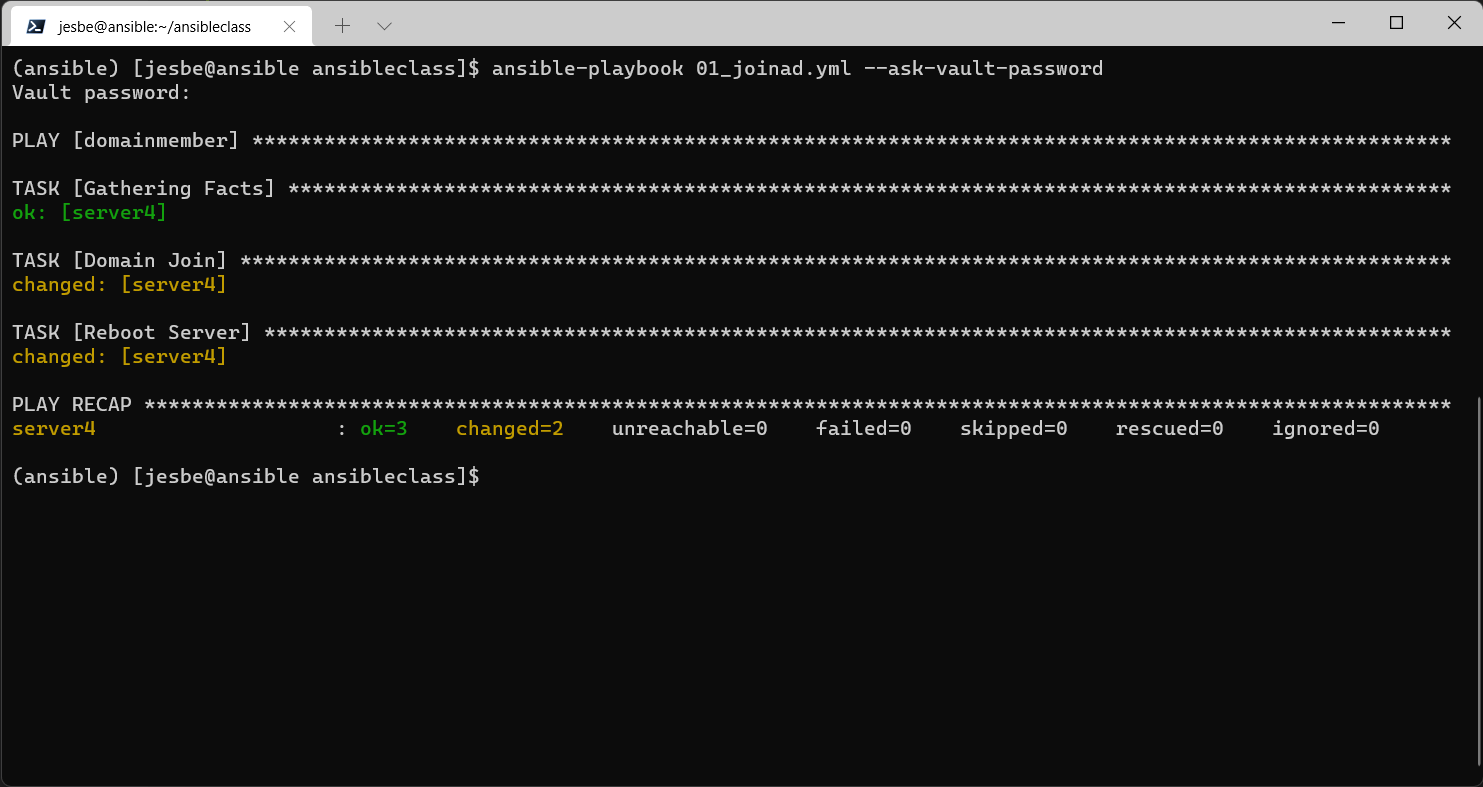 jesbe@ansible:~/ansibleclass
(ansible) [jesbe@ansible ansibleclass]$ ansible-playbook 01_joinad.yml --ask-vault-password
Vault password:
PLAY [domainmember] ****************************************************************************************************
TASK [Gathering Facts] *************************************************************************************************
ok: [server4]
TASK [Domain Join] *****************************************************************************************************
changed: [server4]
TASK [Reboot Server] ***************************************************************************************************
changed: [server4]
PLAY RECAP *************************************************************************************************************
server4                    : ok=3    changed=2    unreachable=0    failed=0    skipped=0    rescued=0    ignored=0
(ansible) [jesbe@ansible ansibleclass]$